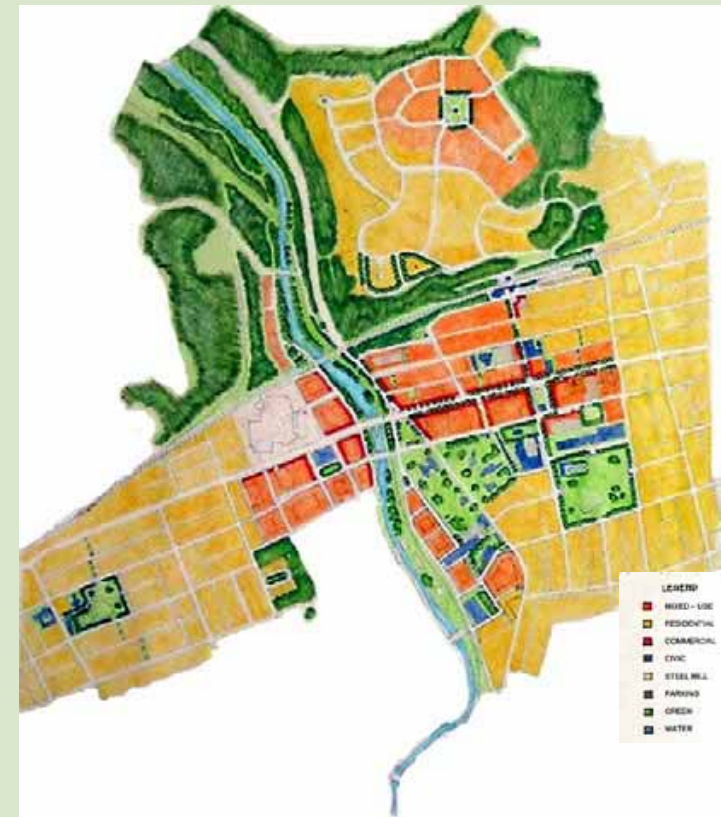 LEGEND
MIXED - USE
RESIDENTIAL
COMMERCIAL
CIVIC
STEEL MILL
PARKING
GREEN
WATER